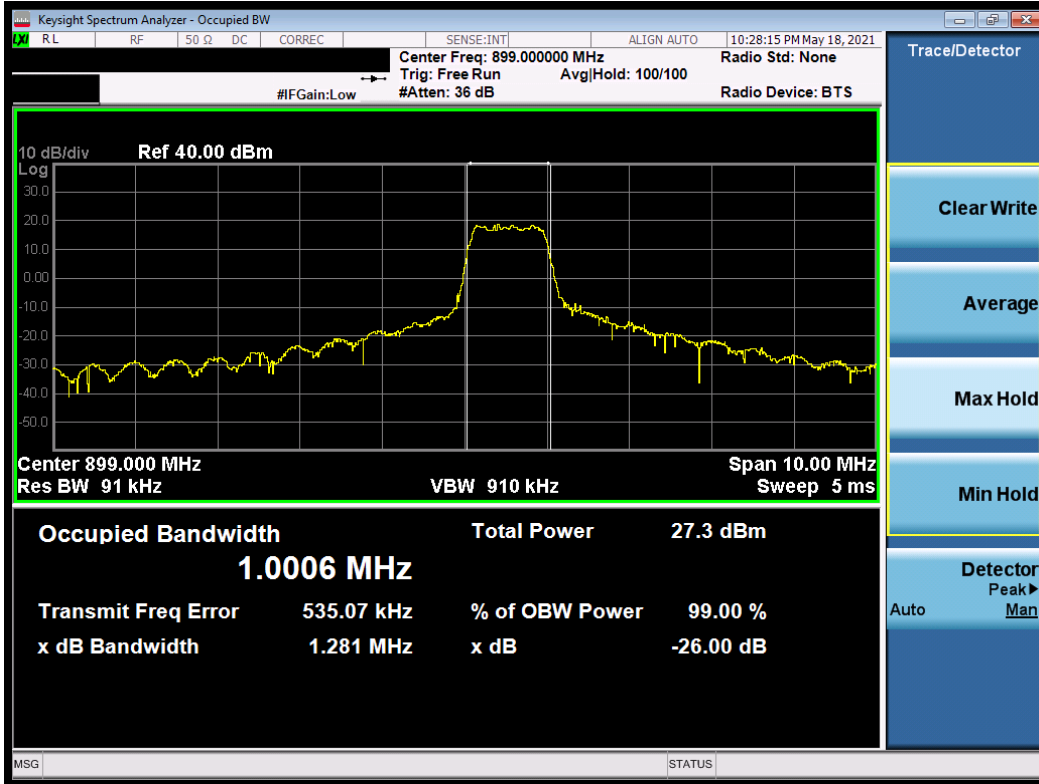 Keysight Spectrum Analyzer - Occupied BW
LXI RL RF 50 Ω DC CORREC SENSE:INT ALIGN AUTO 10:28:15 PM May 18, 2021
Center Freq: 899.000000 MHz Radio Std: None
Trig: Free Run Avg|Hold: 100/100
#IFGain:Low #Atten: 36 dB Radio Device: BTS
10 dB/div Ref 40.00 dBm
Log
30.0
20.0
10.0
0.00
-10.0
-20.0
-30.0
-40.0
-50.0
Center 899.000 MHz Span 10.00 MHz
Res BW 91 kHz VBW 910 kHz Sweep 5 ms
Occupied Bandwidth Total Power 27.3 dBm
1.0006 MHz
Transmit Freq Error 535.07 kHz % of OBW Power 99.00 %
x dB Bandwidth 1.281 MHz x dB -26.00 dB
MSG STATUS
Trace/Detector
Clear Write
Average
Max Hold
Min Hold
Detector
Peak▶
Auto Man